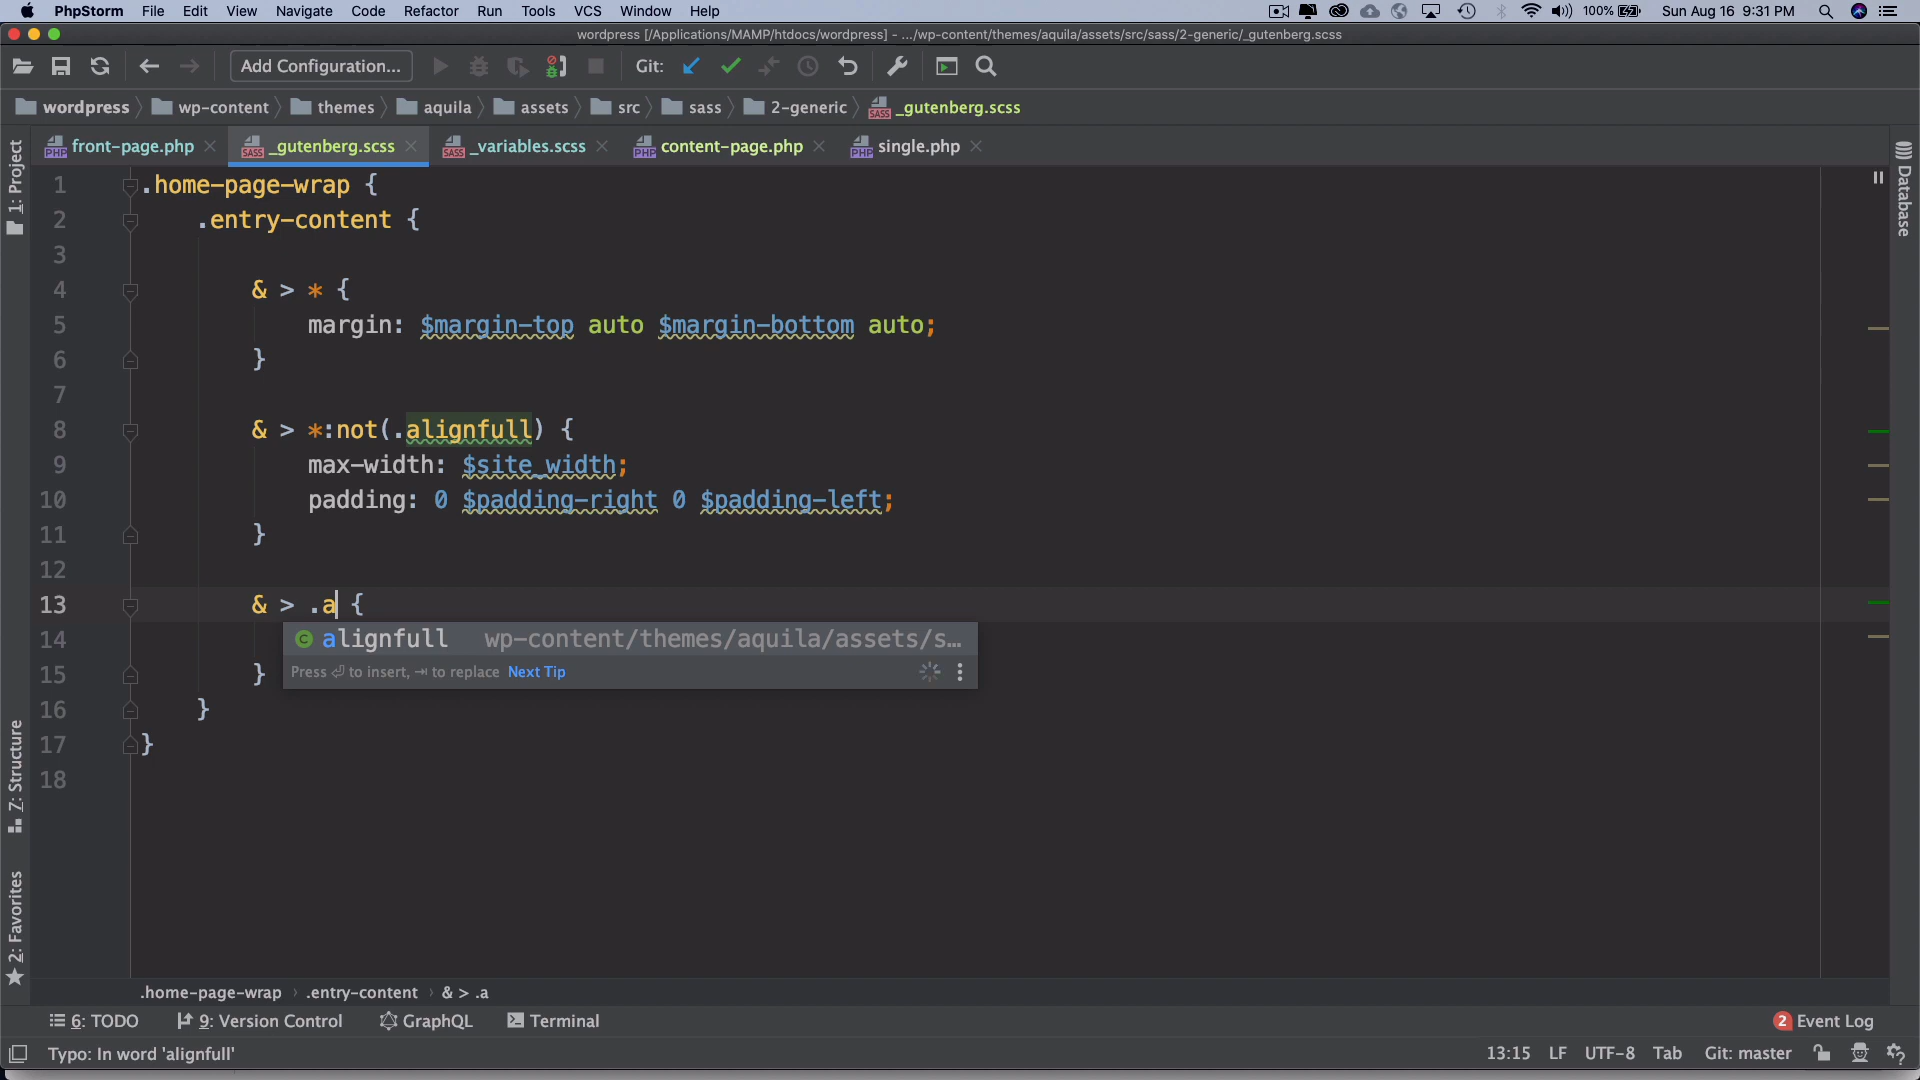 PhpStorm File Edit View Navigate Code Refactor Run Tools VCS Window Help 100% Sun Aug 16 9:31 PM
wordpress [/Applications/MAMP/htdocs/wordpress] - .../wp-content/themes/aquila/assets/src/sass/2-generic/_gutenberg.scss
Add Configuration... Git:
wordpress wp-content themes aquila assets src sass 2-generic _gutenberg.scss
front-page.php _gutenberg.scss _variables.scss content-page.php single.php
1: Project
Database
1 .home-page-wrap {
2 .entry-content {
3
4 & > * {
5 margin: $margin-top auto $margin-bottom auto;
6 }
7
8 & > *:not(.alignfull) {
9 max-width: $site_width;
10 padding: 0 $padding-right 0 $padding-left;
11 }
12
13 & > .a {
14 alignfull wp-content/themes/aquila/assets/s...
Press ⏎ to insert, ⇥ to replace Next Tip
15 }
16 }
17 }
18
7: Structure
2: Favorites
.home-page-wrap › .entry-content › & > .a
6: TODO 9: Version Control GraphQL Terminal 2 Event Log
Typo: In word 'alignfull' 13:15 LF UTF-8 Tab Git: master